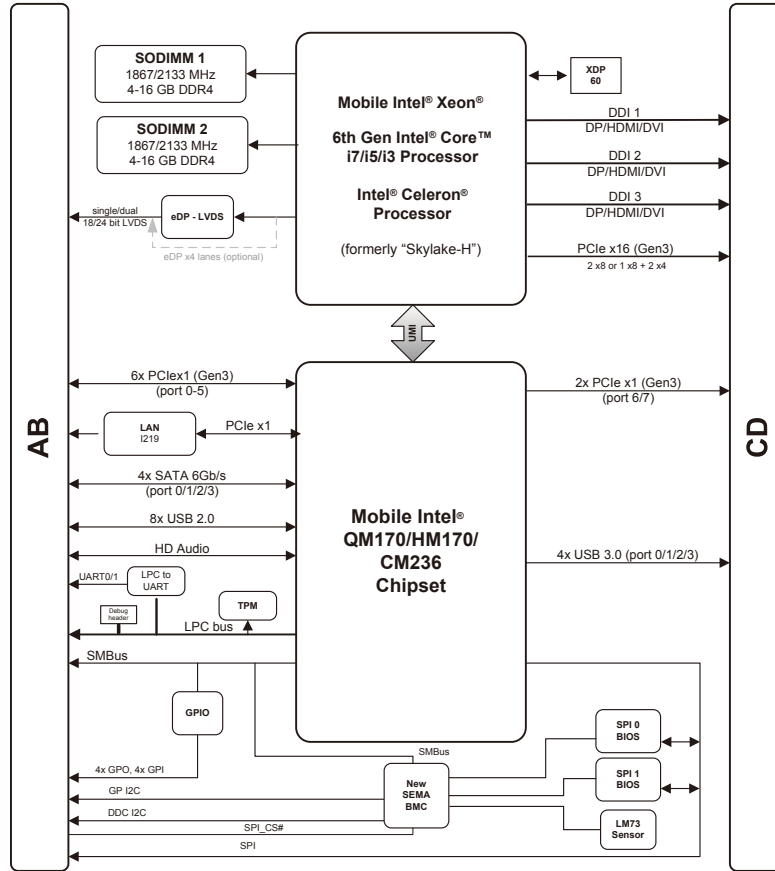 AB
CD
SODIMM 1
1867/2133 MHz
4-16 GB DDR4
SODIMM 2
1867/2133 MHz
4-16 GB DDR4
single/dual
18/24 bit LVDS
eDP - LVDS
eDP x4 lanes (optional)
Mobile Intel® Xeon®
6th Gen Intel® Core™
i7/i5/i3 Processor
Intel® Celeron®
Processor
(formerly “Skylake-H”)
XDP
60
DDI 1
DP/HDMI/DVI
DDI 2
DP/HDMI/DVI
DDI 3
DP/HDMI/DVI
PCIe x16 (Gen3)
2 x8 or 1 x8 + 2 x4
UMI
6x PCIex1 (Gen3)
(port 0-5)
LAN
I219
PCIe x1
4x SATA 6Gb/s
(port 0/1/2/3)
8x USB 2.0
HD Audio
UART0/1
LPC to
UART
Debug
header
TPM
LPC bus
SMBus
Mobile Intel®
QM170/HM170/
CM236
Chipset
2x PCIe x1 (Gen3)
(port 6/7)
4x USB 3.0 (port 0/1/2/3)
GPIO
4x GPO, 4x GPI
GP I2C
DDC I2C
SPI_CS#
SPI
SMBus
New
SEMA
BMC
SPI 0
BIOS
SPI 1
BIOS
LM73
Sensor